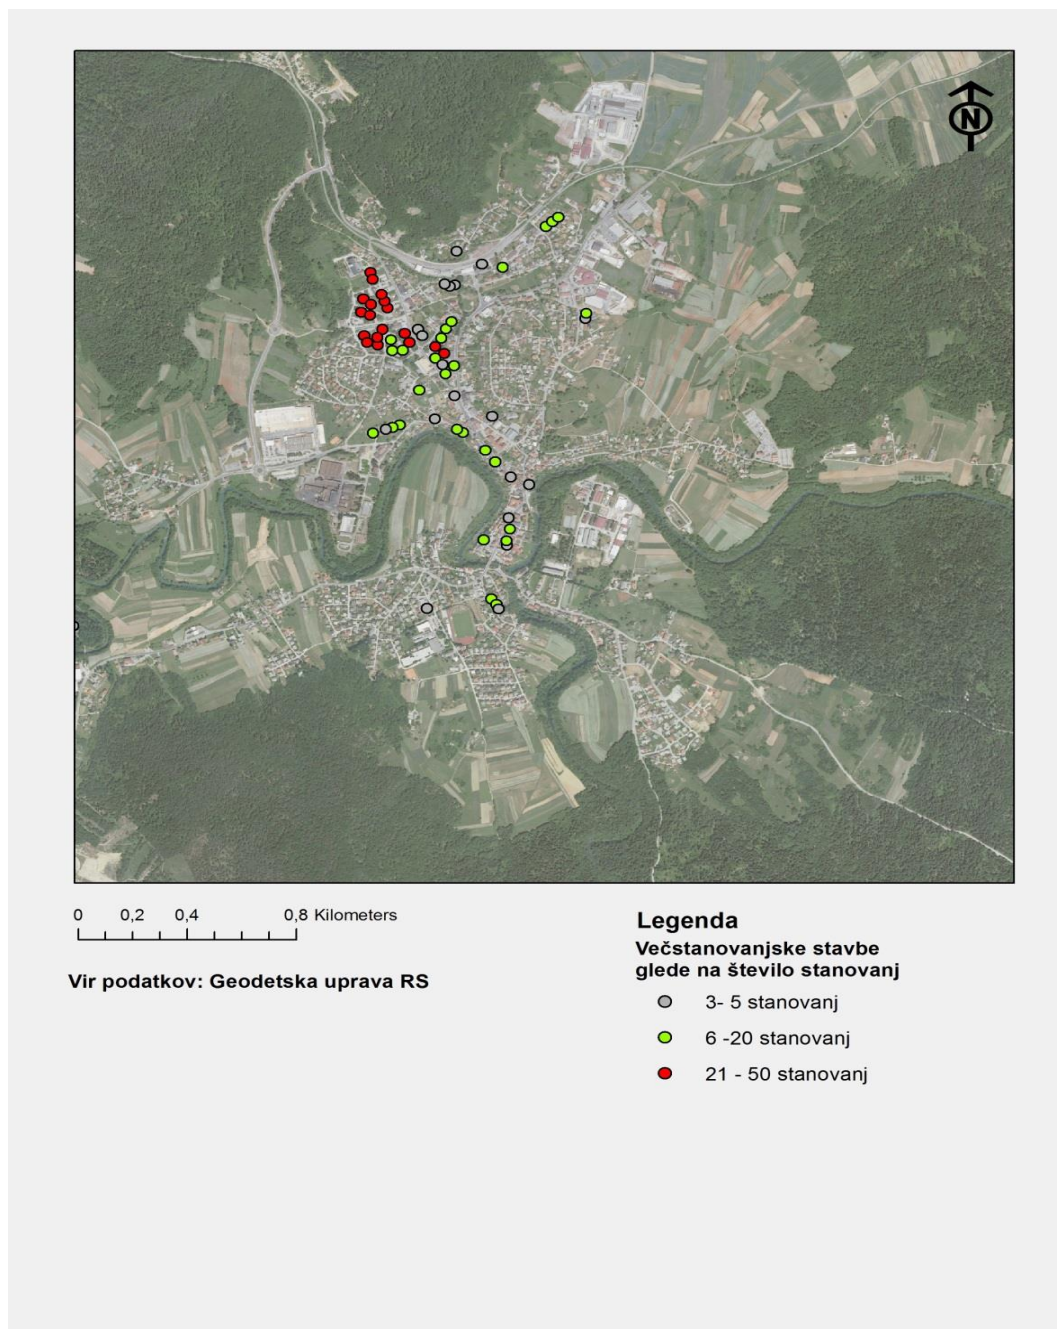 N
0 0,2 0,4 0,8 Kilometers
Vir podatkov: Geodetska uprava RS
Legenda
Večstanovanjske stavbe
glede na število stanovanj
3- 5 stanovanj
6 -20 stanovanj
21 - 50 stanovanj